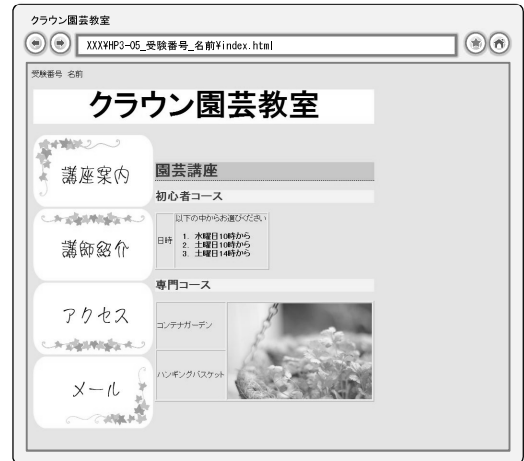 クラウン園芸教室
XXX¥HP3-05_受験番号_名前¥index.html
受験番号 名前
クラウン園芸教室
講座案内
講師紹介
アクセス
メール
園芸講座
初心者コース
以下の中からお選びください
日時
1. 水曜日10時から
2. 土曜日10時から
3. 土曜日14時から
専門コース
コンテナガーデン
ハンギングバスケット